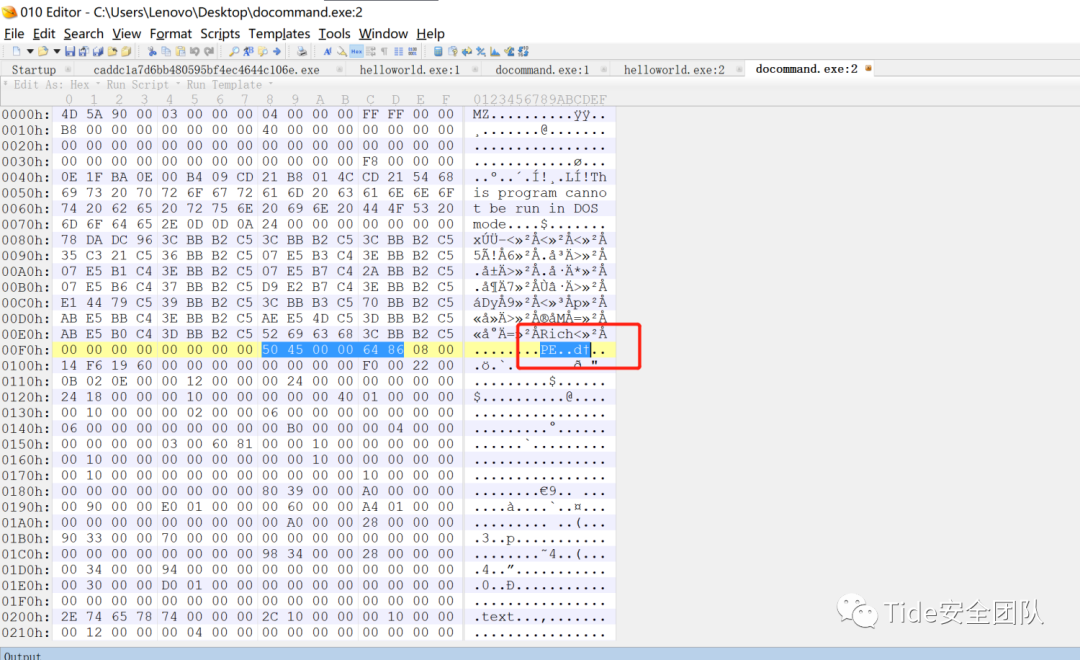 010 Editor - C:\Users\Lenovo\Desktop\docommand.exe:2
File Edit Search View Format Scripts Templates Tools Window Help
Startup caddc1a7d6bb480595bf4ec4644c106e.exe helloworld.exe:1 docommand.exe:1 helloworld.exe:2 docommand.exe:2
* Edit As: Hex Run Script Run Template
0 1 2 3 4 5 6 7 8 9 A B C D E F 0123456789ABCDEF
0000h: 4D 5A 90 00 03 00 00 00 04 00 00 00 FF FF 00 00 MZ..........ÿÿ..
0010h: B8 00 00 00 00 00 00 00 40 00 00 00 00 00 00 00 ¸.......@.......
0020h: 00 00 00 00 00 00 00 00 00 00 00 00 00 00 00 00 ................
0030h: 00 00 00 00 00 00 00 00 00 00 00 00 F8 00 00 00 ............ø...
0040h: 0E 1F BA 0E 00 B4 09 CD 21 B8 01 4C CD 21 54 68 ..º..´.Í!¸.LÍ!Th
0050h: 69 73 20 70 72 6F 67 72 61 6D 20 63 61 6E 6E 6F is program canno
0060h: 74 20 62 65 20 72 75 6E 20 69 6E 20 44 4F 53 20 t be run in DOS
0070h: 6D 6F 64 65 2E 0D 0D 0A 24 00 00 00 00 00 00 00 mode....$.......
0080h: 78 DA DC 96 3C BB B2 C5 3C BB B2 C5 3C BB B2 C5 xÚÜ–<»²Å<»²Å<»²Å
0090h: 35 C3 21 C5 36 BB B2 C5 07 E5 B3 C4 3E BB B2 C5 5Ã!Å6»²Å.å³Ä>»²Å
00A0h: 07 E5 B1 C4 3E BB B2 C5 07 E5 B7 C4 2A BB B2 C5 .å±Ä>»²Å.å·Ä*»²Å
00B0h: 07 E5 B6 C4 37 BB B2 C5 D9 E2 B7 C4 3E BB B2 C5 .å¶Ä7»²ÅÙâ·Ä>»²Å
00C0h: E1 44 79 C5 39 BB B2 C5 3C BB B3 C5 70 BB B2 C5 áDyÅ9»²Å<»³Åp»²Å
00D0h: AB E5 BB C4 3E BB B2 C5 AE E5 4D C5 3D BB B2 C5 «å»Ä>»²Å®åMÅ=»²Å
00E0h: AB E5 B0 C4 3D BB B2 C5 52 69 63 68 3C BB B2 C5 «å°Ä=»²ÅRich<»²Å
00F0h: 00 00 00 00 00 00 00 00 50 45 00 00 64 86 08 00 ........PE..d†..
0100h: 14 F6 19 60 00 00 00 00 00 00 00 00 F0 00 22 00 .ö.`........ð."
0110h: 0B 02 0E 00 00 12 00 00 00 24 00 00 00 00 00 00 .........$......
0120h: 24 18 00 00 00 10 00 00 00 00 00 40 01 00 00 00 $..........@....
0130h: 00 10 00 00 00 02 00 00 06 00 00 00 00 00 00 00 ................
0140h: 06 00 00 00 00 00 00 00 00 B0 00 00 00 04 00 00 .........°......
0150h: 00 00 00 00 03 00 60 81 00 00 10 00 00 00 00 00 ......`.........
0160h: 00 10 00 00 00 00 00 00 00 00 10 00 00 00 00 00 ................
0170h: 00 10 00 00 00 00 00 00 00 00 00 00 10 00 00 00 ................
0180h: 00 00 00 00 00 00 00 00 80 39 00 00 A0 00 00 00 ........€9.. ...
0190h: 00 90 00 00 E0 01 00 00 00 60 00 00 A4 01 00 00 ....à....`..¤...
01A0h: 00 00 00 00 00 00 00 00 00 A0 00 00 28 00 00 00 ......... ..(...
01B0h: 90 33 00 00 70 00 00 00 00 00 00 00 00 00 00 00 .3..p...........
01C0h: 00 00 00 00 00 00 00 00 98 34 00 00 28 00 00 00 ........˜4..(...
01D0h: 00 34 00 00 94 00 00 00 00 00 00 00 00 00 00 00 .4..”...........
01E0h: 00 30 00 00 D0 01 00 00 00 00 00 00 00 00 00 00 .0..Ð...........
01F0h: 00 00 00 00 00 00 00 00 00 00 00 00 00 00 00 00 ................
0200h: 2E 74 65 78 74 00 00 00 2C 10 00 00 00 10 00 00 .text...,.......
0210h: 00 12 00 00 00 04 00 00 00 00 00 00 00 00 00 00 ................
Tide安全团队
Output